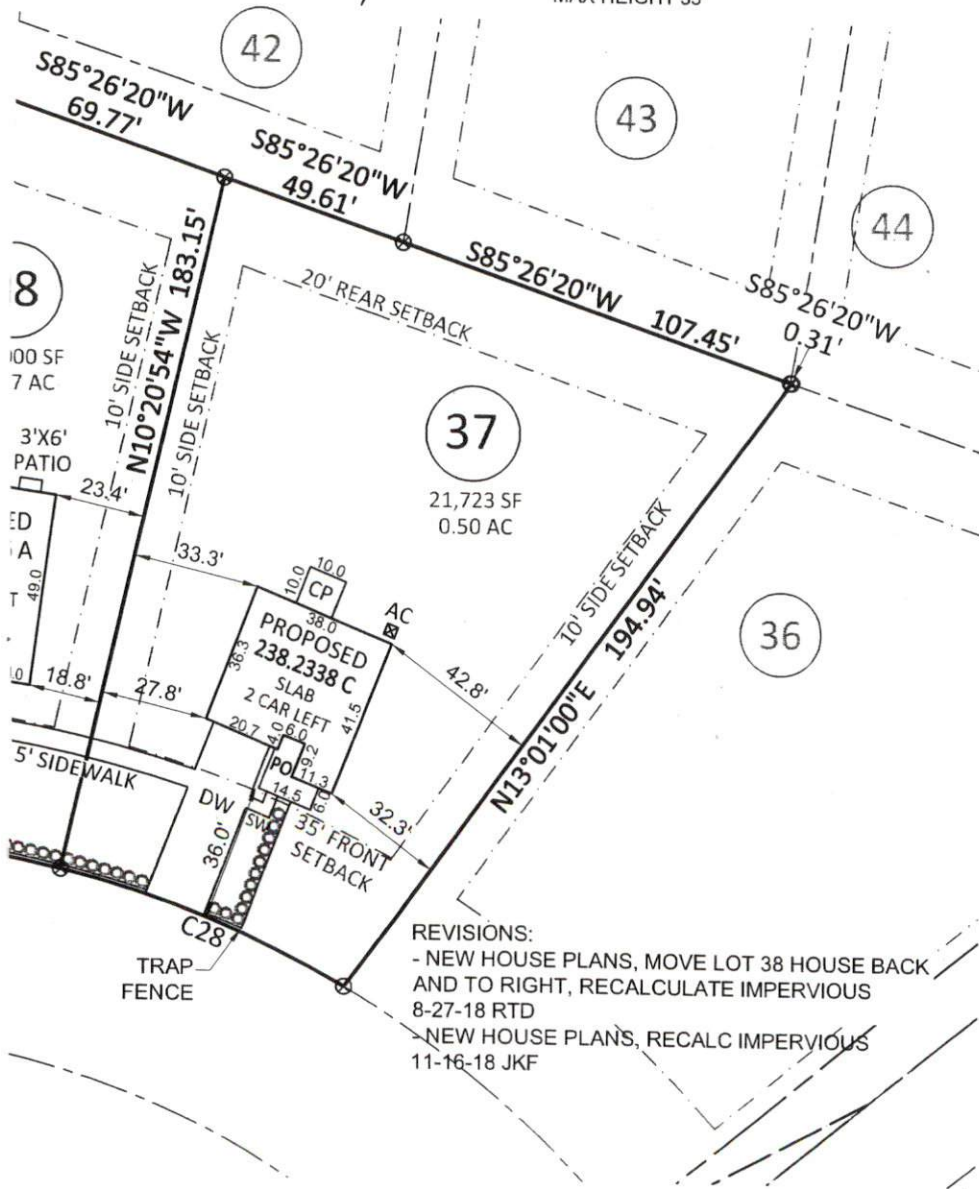 MAX HEIGHT 35'
42
43
44
S85°26'20"W
69.77'
S85°26'20"W
49.61'
S85°26'20"W 107.45'
S85°26'20"W
0.31'
20' REAR SETBACK
8
000 SF
7 AC
10' SIDE SETBACK
N10°20'54"W 183.15'
10' SIDE SETBACK
37
21,723 SF
0.50 AC
3'X6'
PATIO
23.4'
ED
A
T
49.0
.0
18.8'
33.3'
27.8'
10.0
10.0
CP
38.0
AC
PROPOSED
238.2338 C
SLAB
2 CAR LEFT
36.3
41.5
20.7
4.0
6.0
9.2
PO
11.3
14.5
6.0
42.8'
32.3'
10' SIDE SETBACK
N13°01'00"E 194.94'
36
5' SIDEWALK
DW
SW
36.0'
35' FRONT
SETBACK
C28
TRAP
FENCE
REVISIONS:
- NEW HOUSE PLANS, MOVE LOT 38 HOUSE BACK
AND TO RIGHT, RECALCULATE IMPERVIOUS
8-27-18 RTD
- NEW HOUSE PLANS, RECALC IMPERVIOUS
11-16-18 JKF